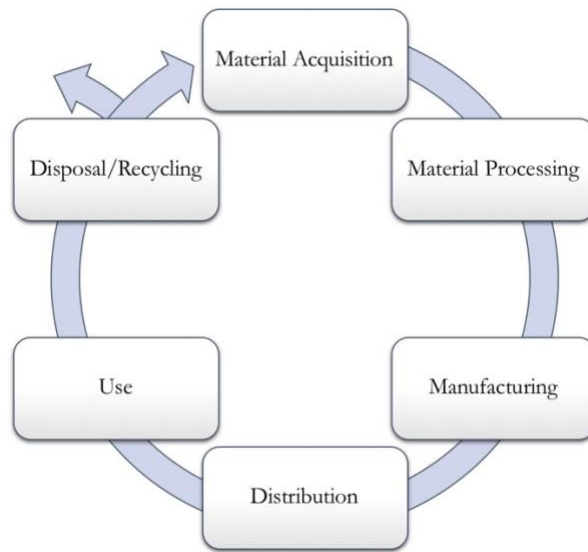 Material Acquisition
Material Processing
Manufacturing
Distribution
Use
Disposal/Recycling